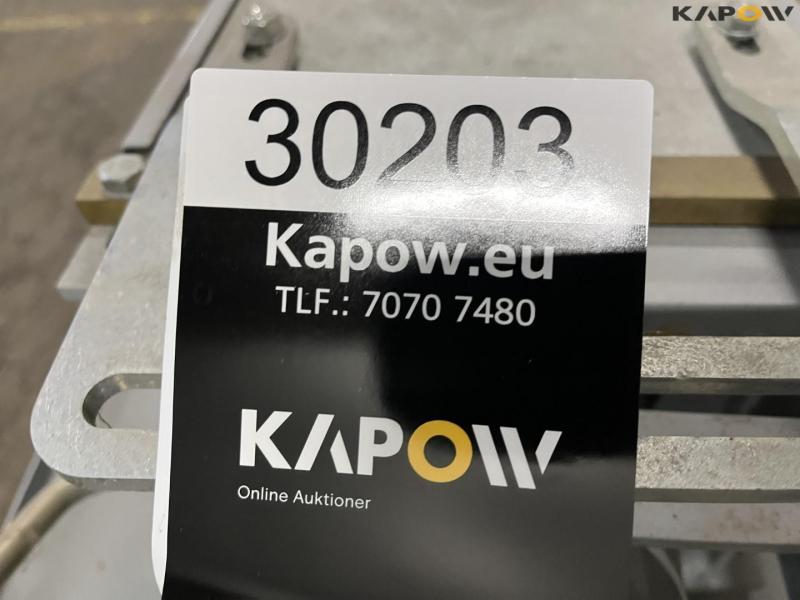 KAPOW
30203
Kapow.eu
TLF.: 7070 7480
KAPOW
Online Auktioner